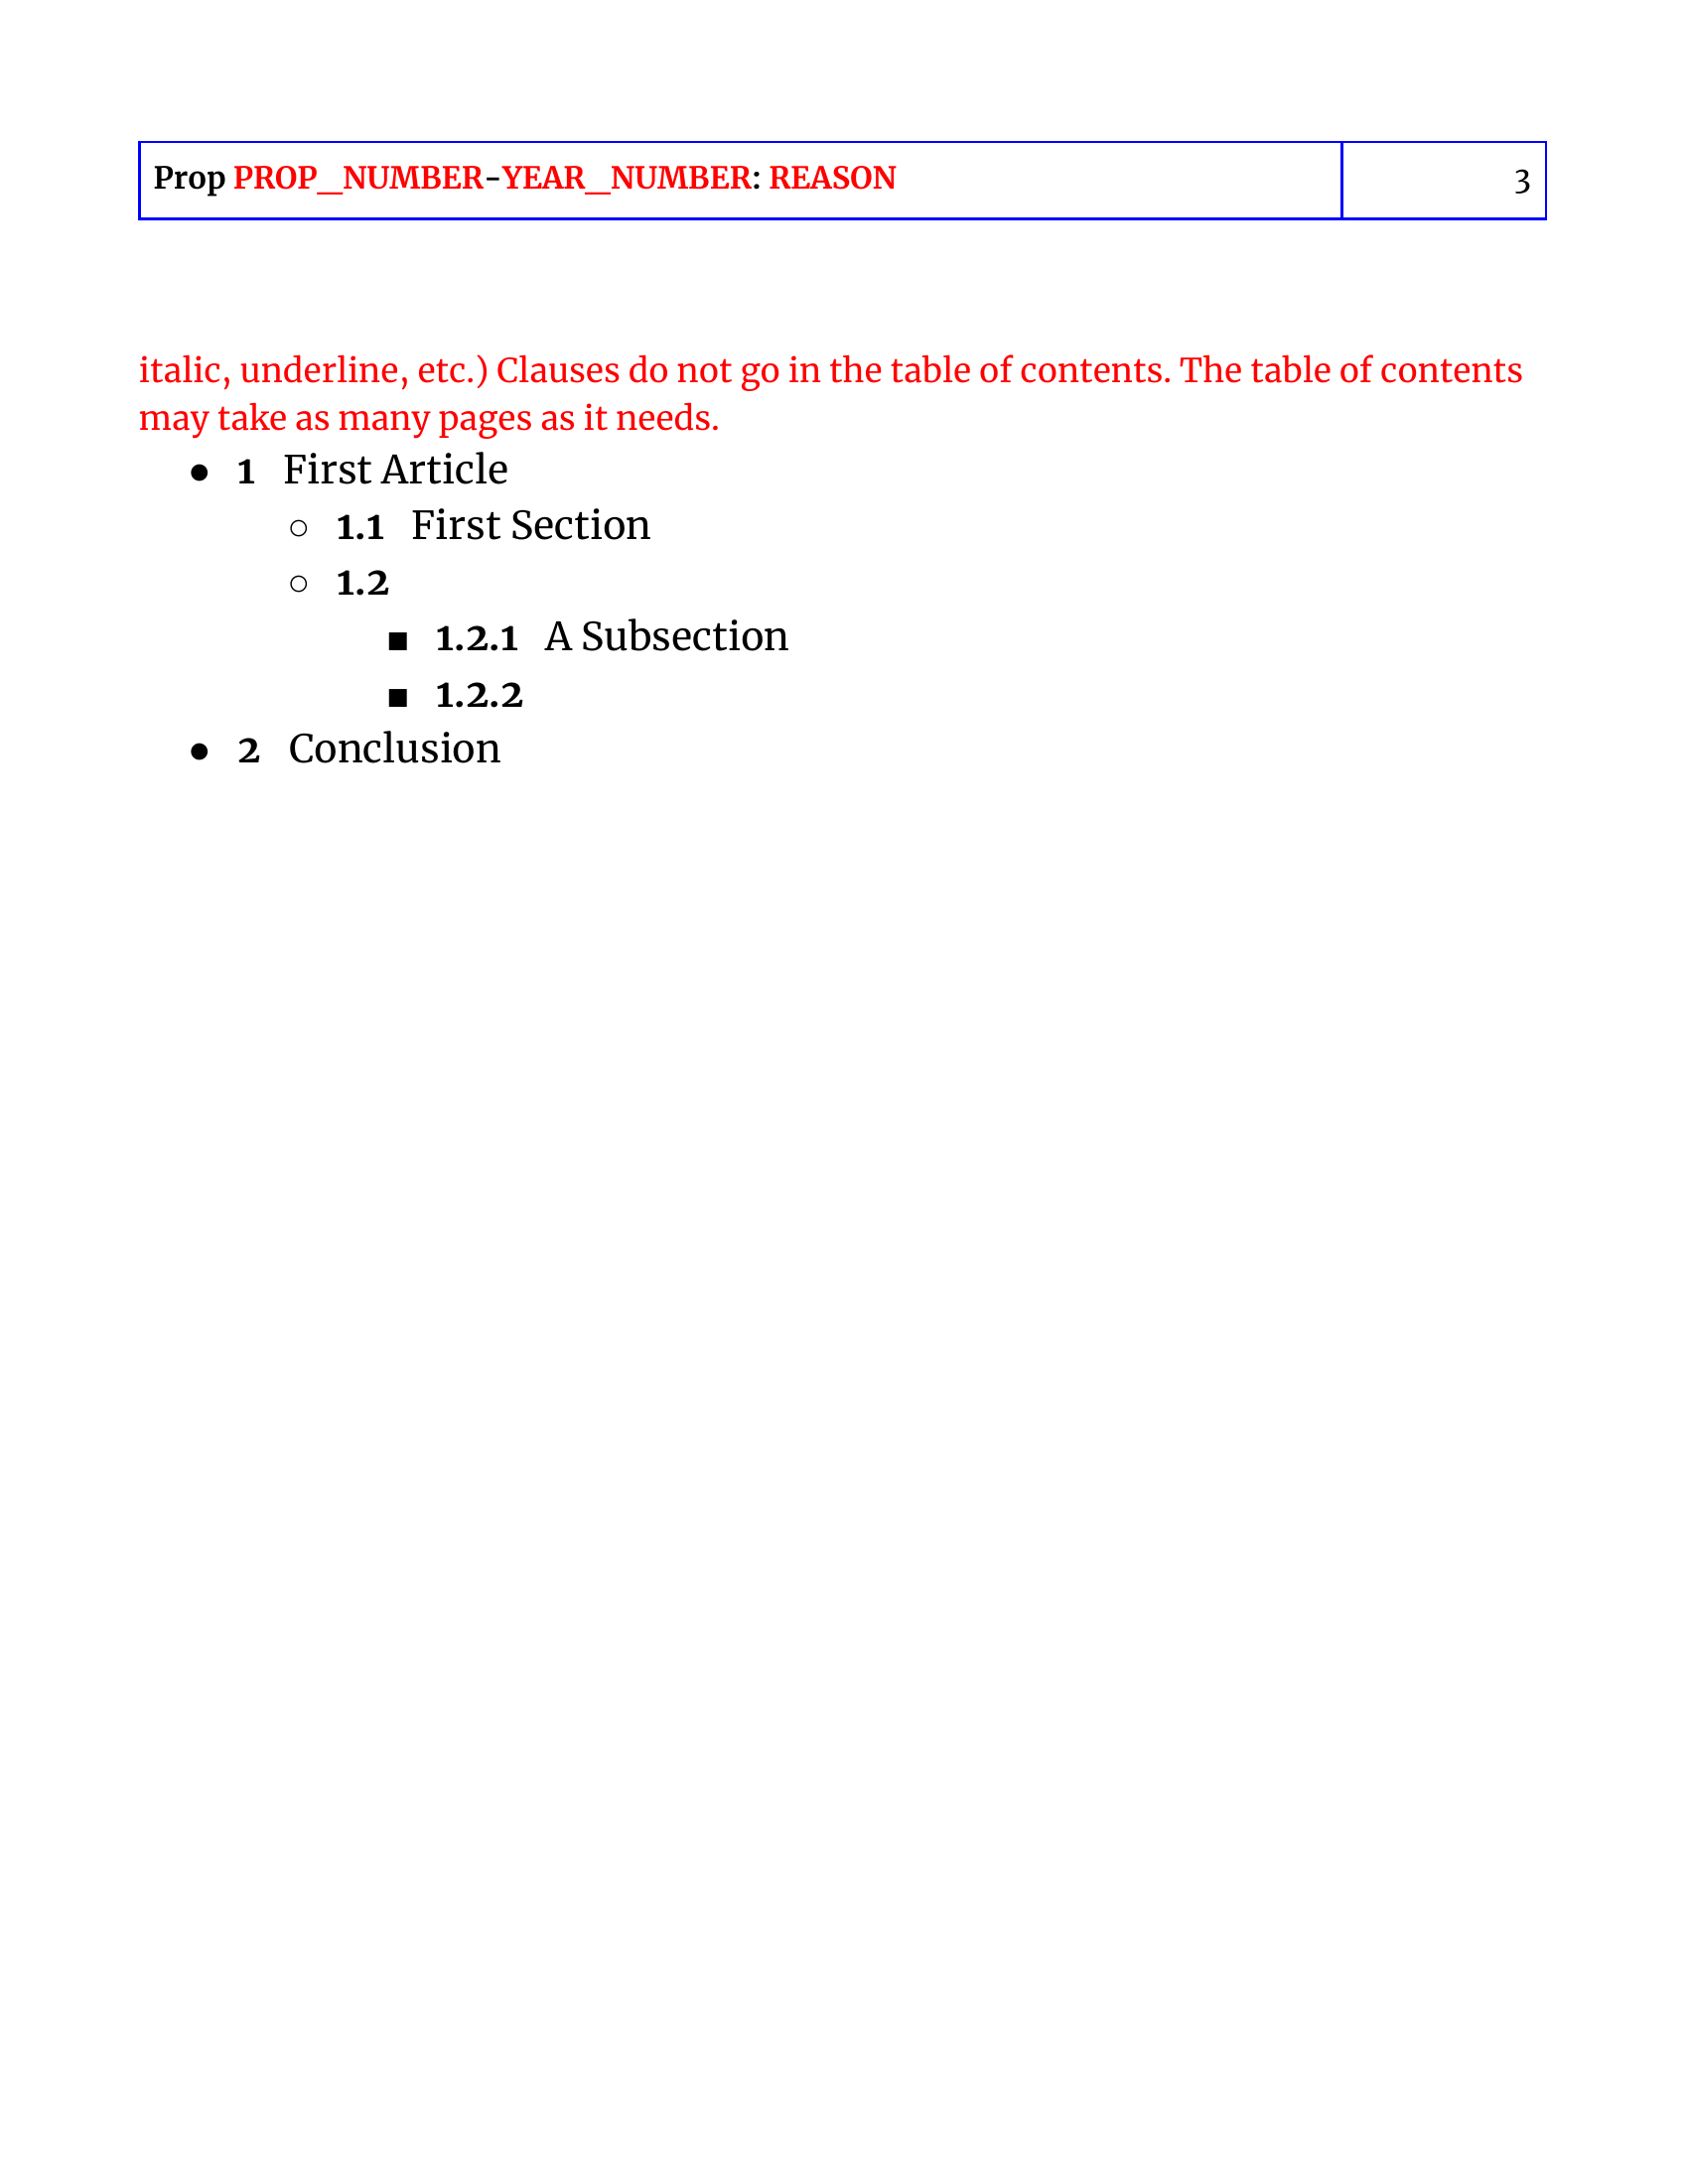 Prop PROP_NUMBER-YEAR_NUMBER: REASON 3
italic, underline, etc.) Clauses do not go in the table of contents. The table of contents
may take as many pages as it needs.
● 1 First Article
○ 1.1 First Section
○ 1.2
■ 1.2.1 A Subsection
■ 1.2.2
● 2 Conclusion